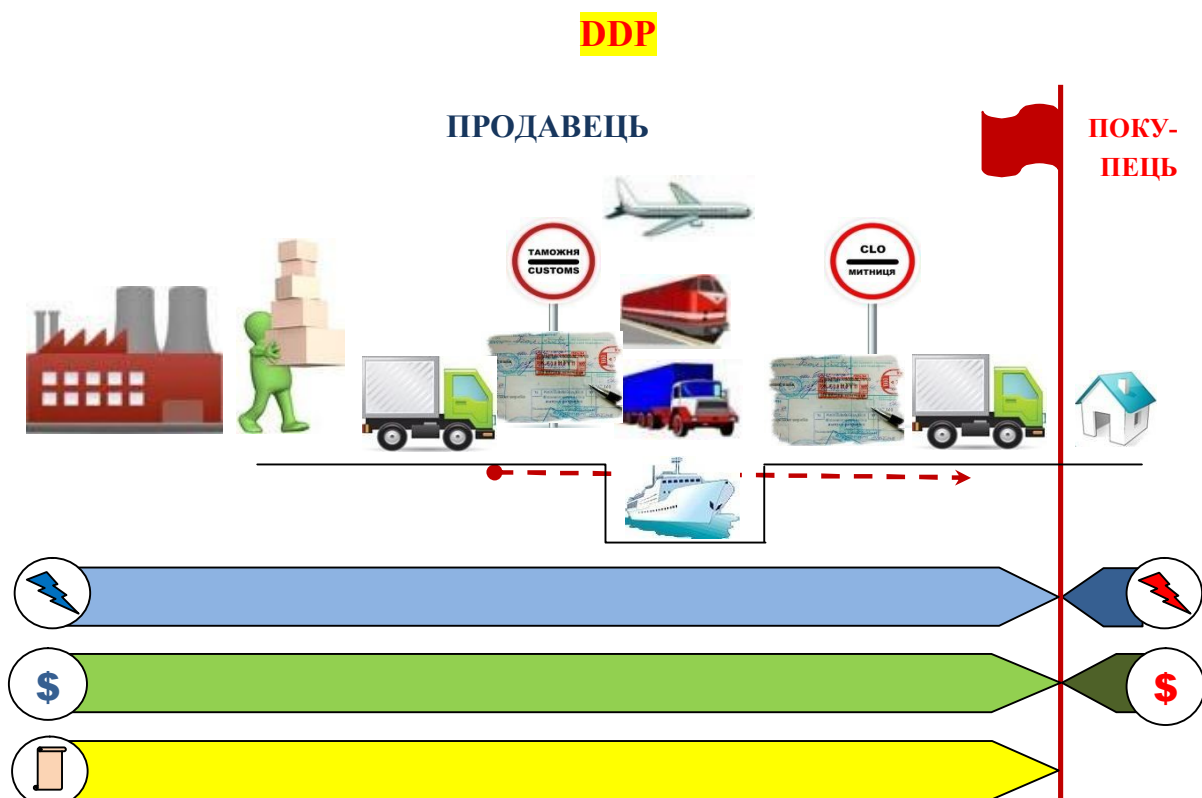 DDP
ПРОДАВЕЦЬ
ПОКУ-
ПЕЦЬ
ТАМОЖНЯ
CUSTOMS
CLO
МИТНИЦЯ
$
$